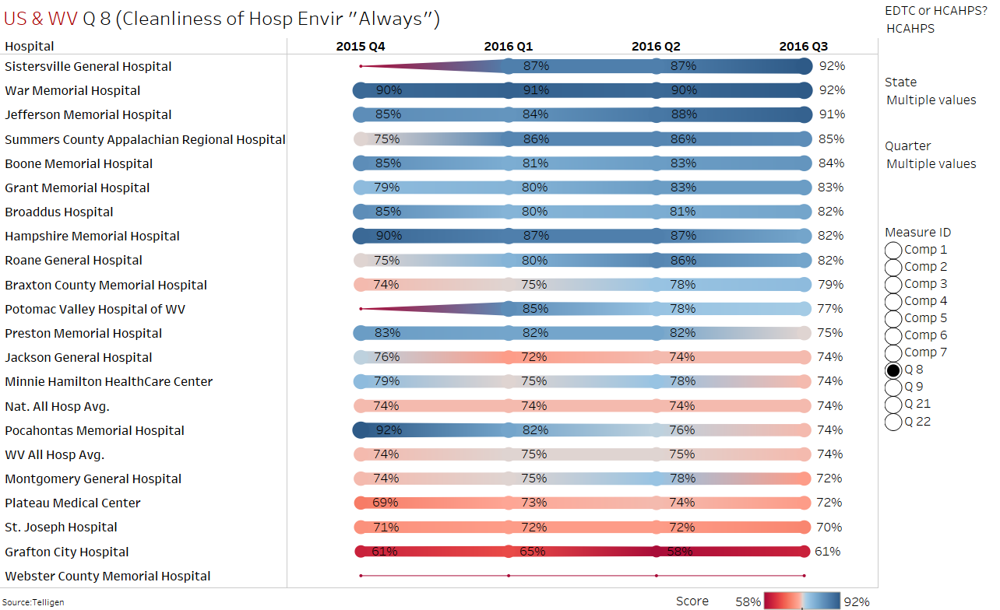 US & WV Q 8 (Cleanliness of Hosp Envir "Always")
EDTC or HCAHPS?
HCAHPS
Hospital 2015 Q4 2016 Q1 2016 Q2 2016 Q3
Sistersville General Hospital 87% 87% 92%
War Memorial Hospital 90% 91% 90% 92%
Jefferson Memorial Hospital 85% 84% 88% 91%
Summers County Appalachian Regional Hospital 75% 86% 86% 85%
Boone Memorial Hospital 85% 81% 83% 84%
Grant Memorial Hospital 79% 80% 83% 83%
Broaddus Hospital 85% 80% 81% 82%
Hampshire Memorial Hospital 90% 87% 87% 82%
Roane General Hospital 75% 80% 86% 82%
Braxton County Memorial Hospital 74% 75% 78% 79%
Potomac Valley Hospital of WV 85% 78% 77%
Preston Memorial Hospital 83% 82% 82% 75%
Jackson General Hospital 76% 72% 74% 74%
Minnie Hamilton HealthCare Center 79% 75% 78% 74%
Nat. All Hosp Avg. 74% 74% 74% 74%
Pocahontas Memorial Hospital 92% 82% 76% 74%
WV All Hosp Avg. 74% 75% 75% 74%
Montgomery General Hospital 74% 75% 78% 72%
Plateau Medical Center 69% 73% 74% 72%
St. Joseph Hospital 71% 72% 72% 70%
Grafton City Hospital 61% 65% 58% 61%
Webster County Memorial Hospital
State
Multiple values
Quarter
Multiple values
Measure ID
Comp 1
Comp 2
Comp 3
Comp 4
Comp 5
Comp 6
Comp 7
Q 8
Q 9
Q 21
Q 22
Source:Telligen
Score 58% 92%